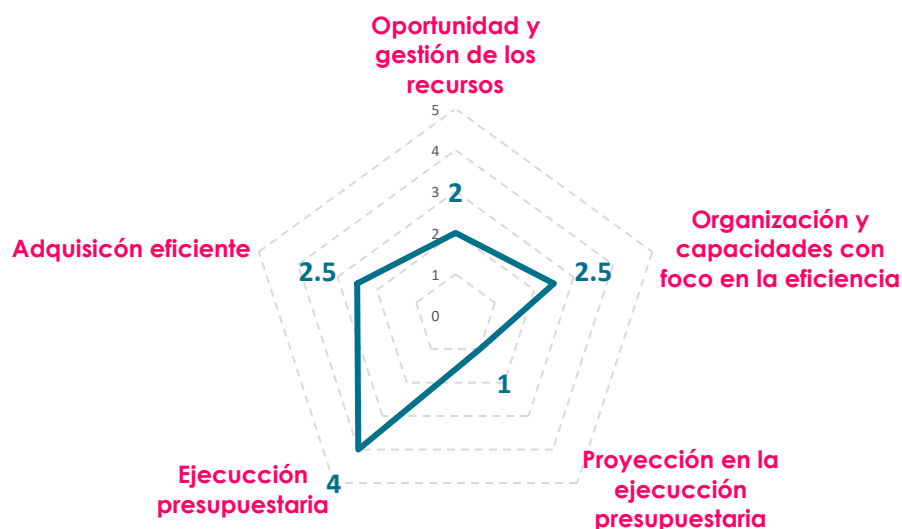 Oportunidad y
gestión de los
recursos
5
4
3
2
2
1
0
Adquisicón eficiente
2.5
2.5
Organización y
capacidades con
foco en la eficiencia
1
Ejecucción
presupuestaria
4
Proyección en la
ejecucción
presupuestaria